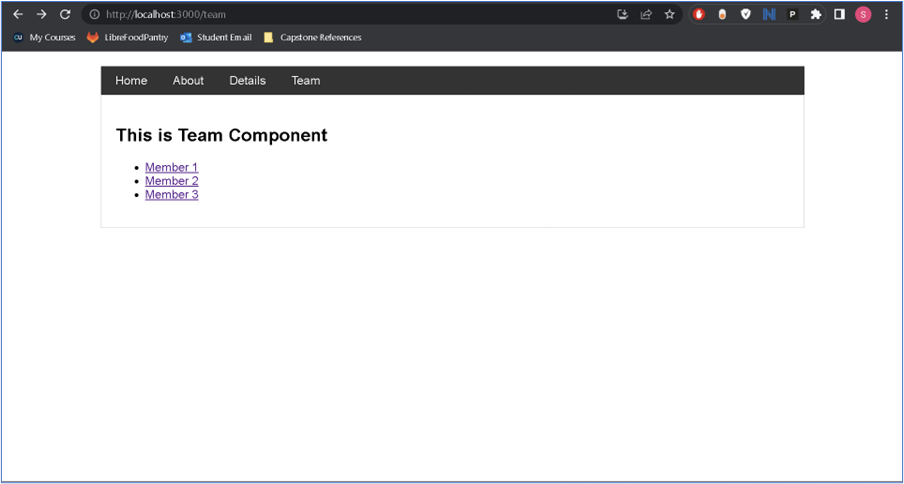 http://localhost:3000/team
S
My Courses LibreFoodPantry Student Email Capstone References
Home About Details Team
This is Team Component
Member 1
Member 2
Member 3